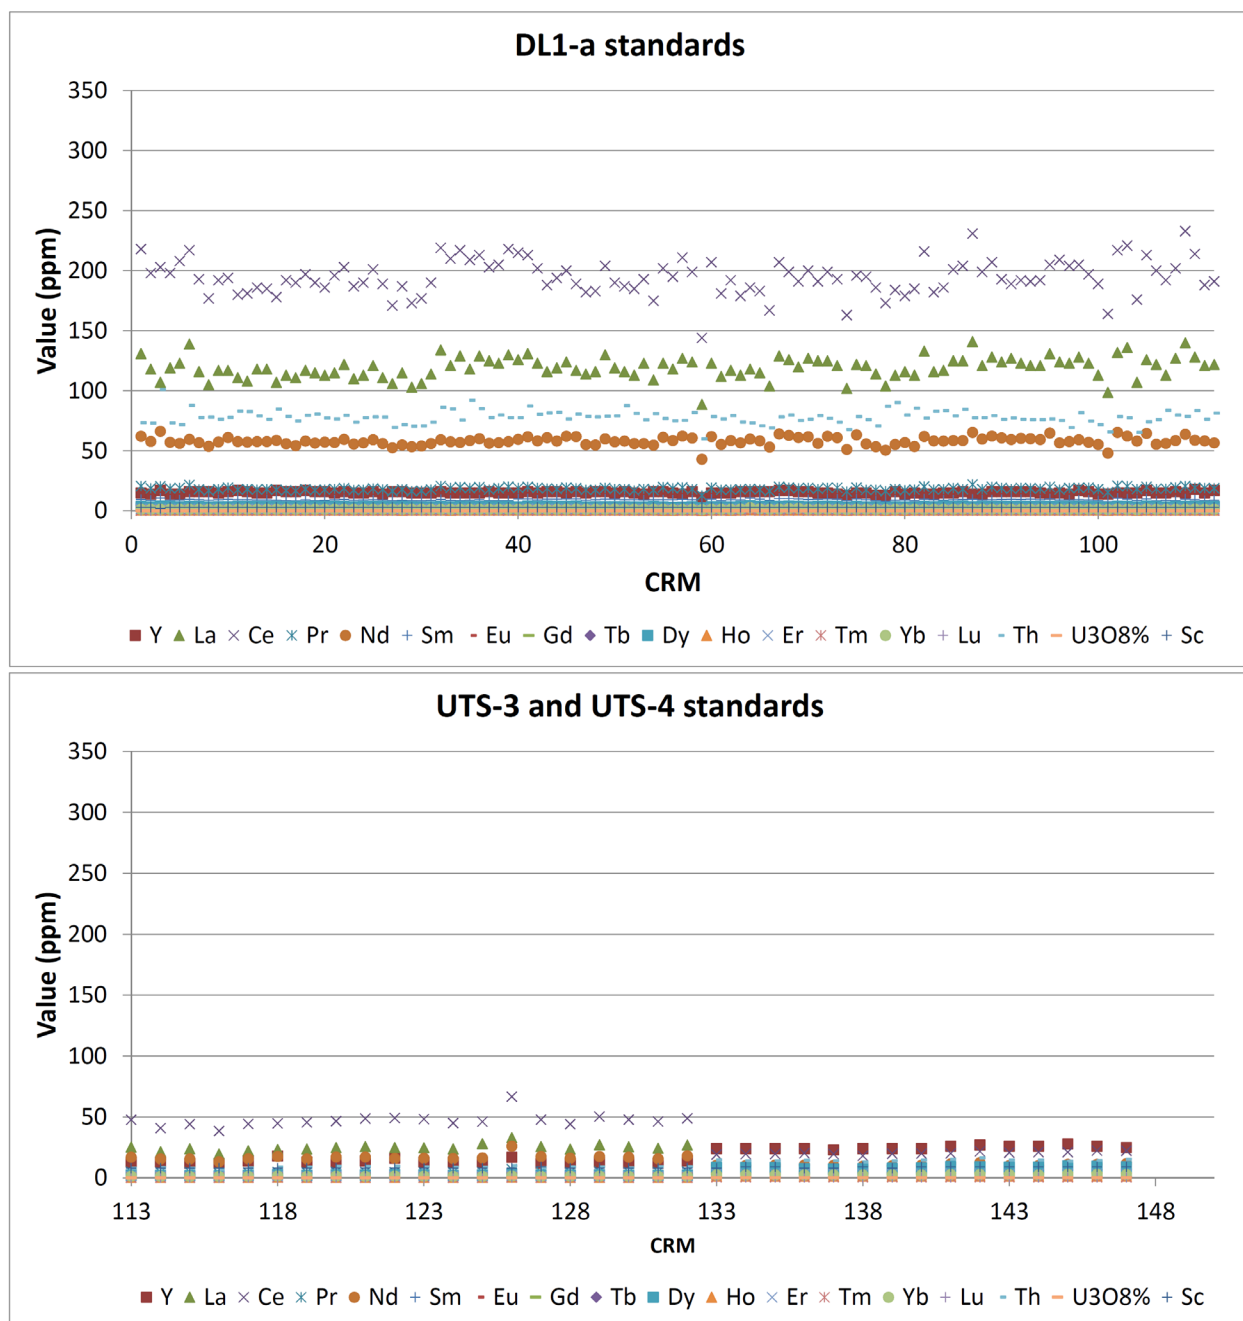 DL1-a standards
350
300
250
200
150
100
50
0
Value (ppm)
0 20 40 60 80 100
CRM
Y La Ce Pr Nd Sm Eu Gd Tb Dy Ho Er Tm Yb Lu Th U3O8% Sc
UTS-3 and UTS-4 standards
350
300
250
200
150
100
50
0
Value (ppm)
113 118 123 128 133 138 143 148
CRM
Y La Ce Pr Nd Sm Eu Gd Tb Dy Ho Er Tm Yb Lu Th U3O8% Sc